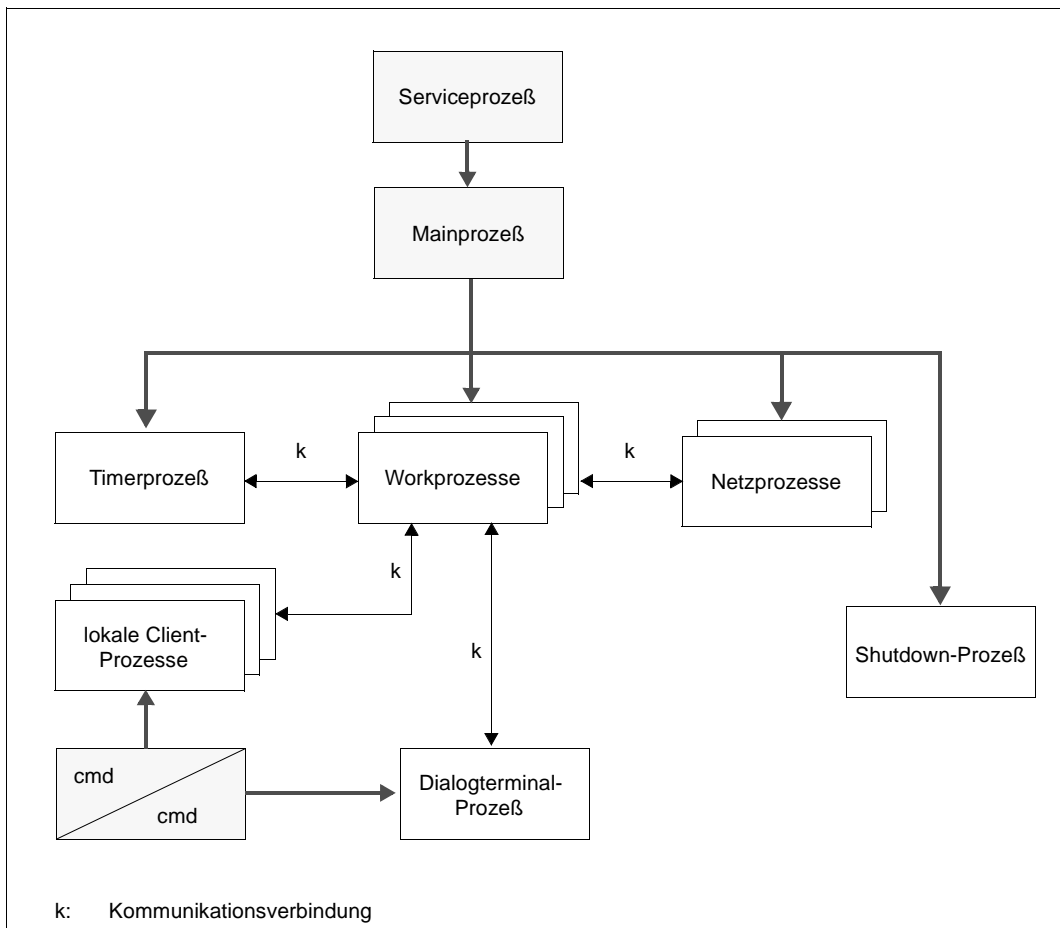 Serviceprozeß
Mainprozeß
k
k
Timerprozeß
Workprozesse
Netzprozesse
k
lokale Client-
Prozesse
k
Shutdown-Prozeß
cmd
cmd
Dialogterminal-
Prozeß
k: Kommunikationsverbindung